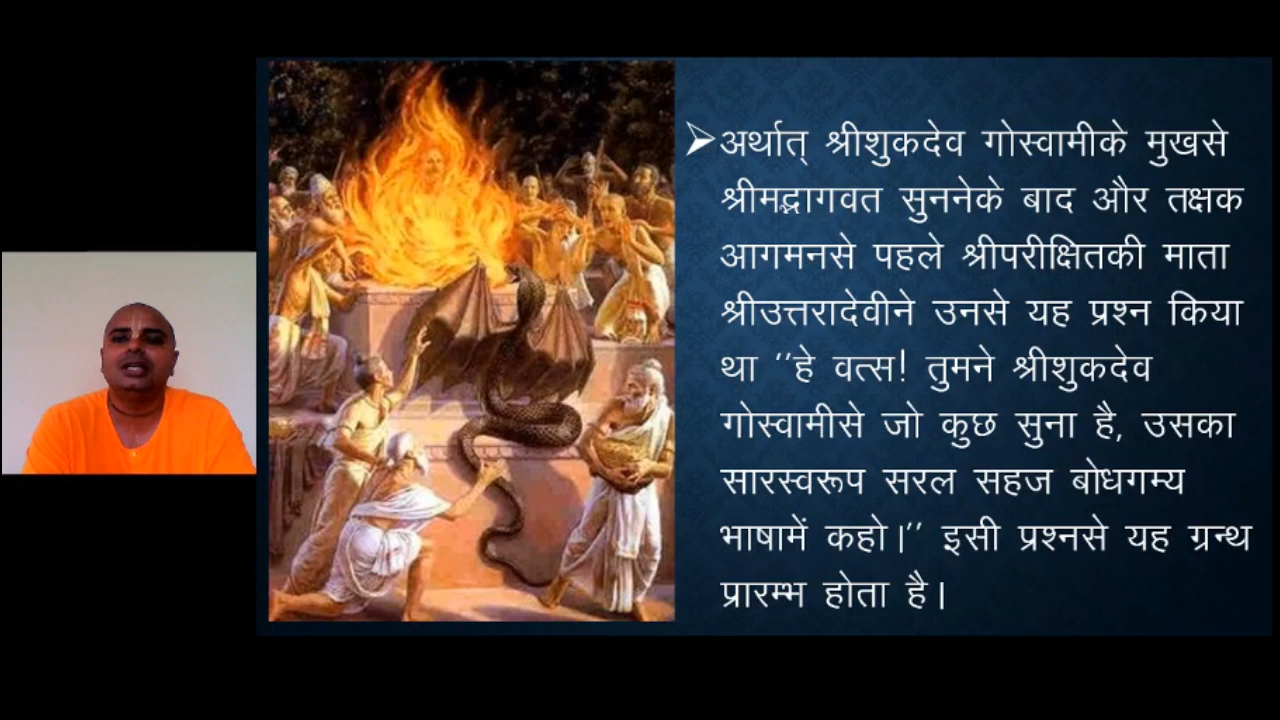 ➢अर्थात् श्रीशुकदेव गोस्वामीके मुखसे
श्रीमद्भागवत सुननेके बाद और तक्षक
आगमनसे पहले श्रीपरीक्षितकी माता
श्रीउत्तरादेवीने उनसे यह प्रश्न किया
था ‘‘हे वत्स! तुमने श्रीशुकदेव
गोस्वामीसे जो कुछ सुना है, उसका
सारस्वरूप सरल सहज बोधगम्य
भाषामें कहो।’’ इसी प्रश्नसे यह ग्रन्थ
प्रारम्भ होता है।